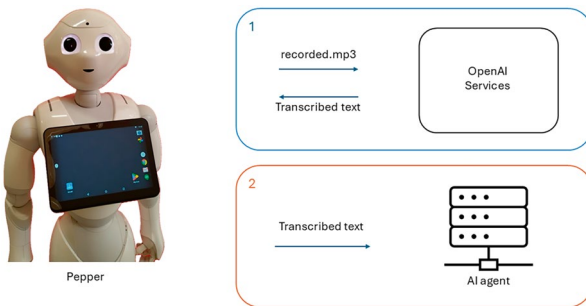 Pepper
1
recorded.mp3
Transcribed text
OpenAI
Services
2
Transcribed text
AI agent